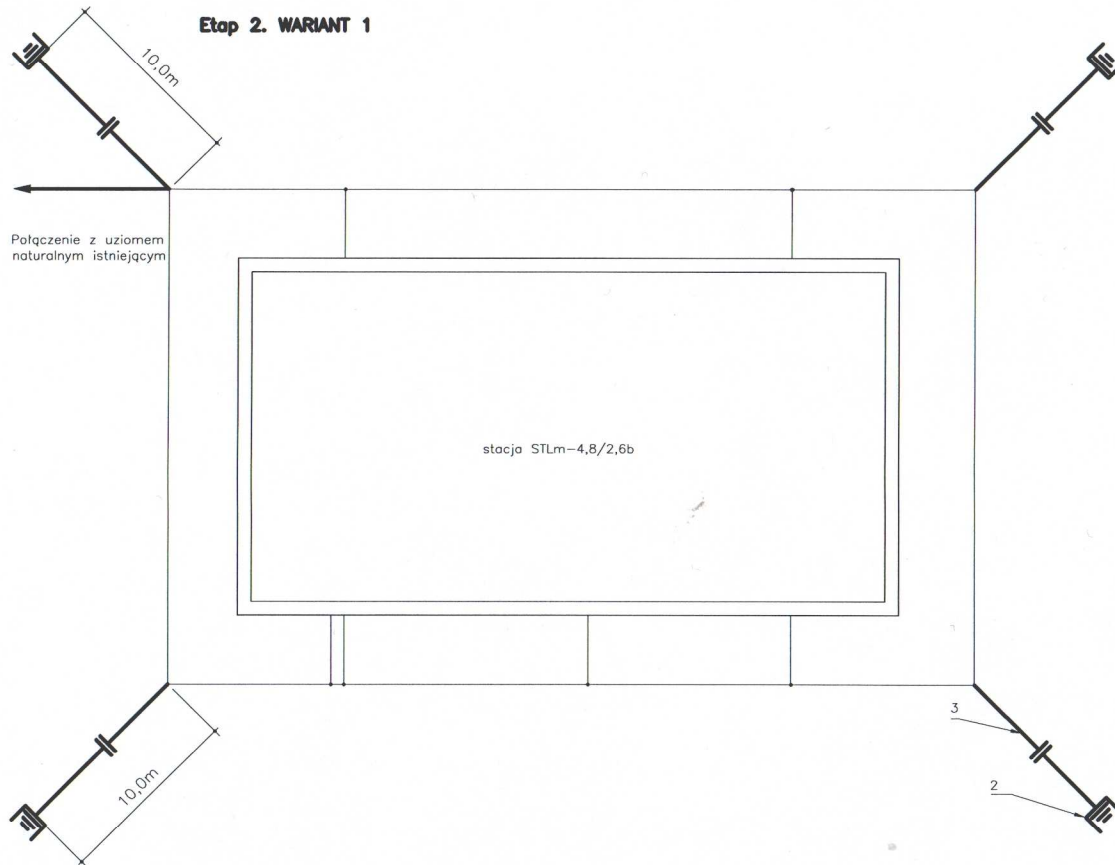 Etap 2. WARIANT 1
10,0m
Połączenie z uziomem
naturalnym istniejącym
stacja STLm-4,8/2,6b
3
10,0m
2